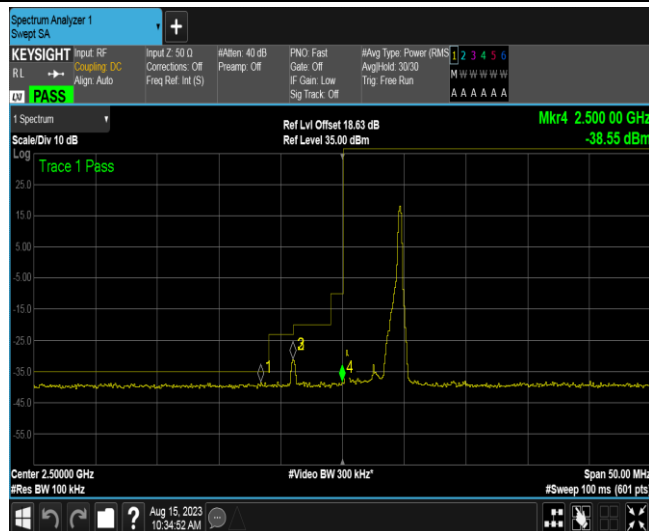 Spectrum Analyzer 1
Swept SA
+
KEYSIGHT
RL
LXI PASS
Input: RF
Coupling: DC
Align: Auto
Input Z: 50 Ω
Corrections: Off
Freq Ref: Int (S)
#Atten: 40 dB
Preamp: Off
PNO: Fast
Gate: Off
IF Gain: Low
Sig Track: Off
#Avg Type: Power (RMS
Avg|Hold: 30/30
Trig: Free Run
1 2 3 4 5 6
M W W W W W
A A A A A A
1 Spectrum
Scale/Div 10 dB
Ref Lvl Offset 18.63 dB
Ref Level 35.00 dBm
Mkr4 2.500 00 GHz
-38.55 dBm
Log
Trace 1 Pass
25.0
15.0
5.00
-5.00
-15.0
-25.0
-35.0
-45.0
-55.0
1
3
4
Center 2.50000 GHz
#Res BW 100 kHz
#Video BW 300 kHz*
Span 50.00 MHz
#Sweep 100 ms (601 pts)
?
Aug 15, 2023
10:34:52 AM